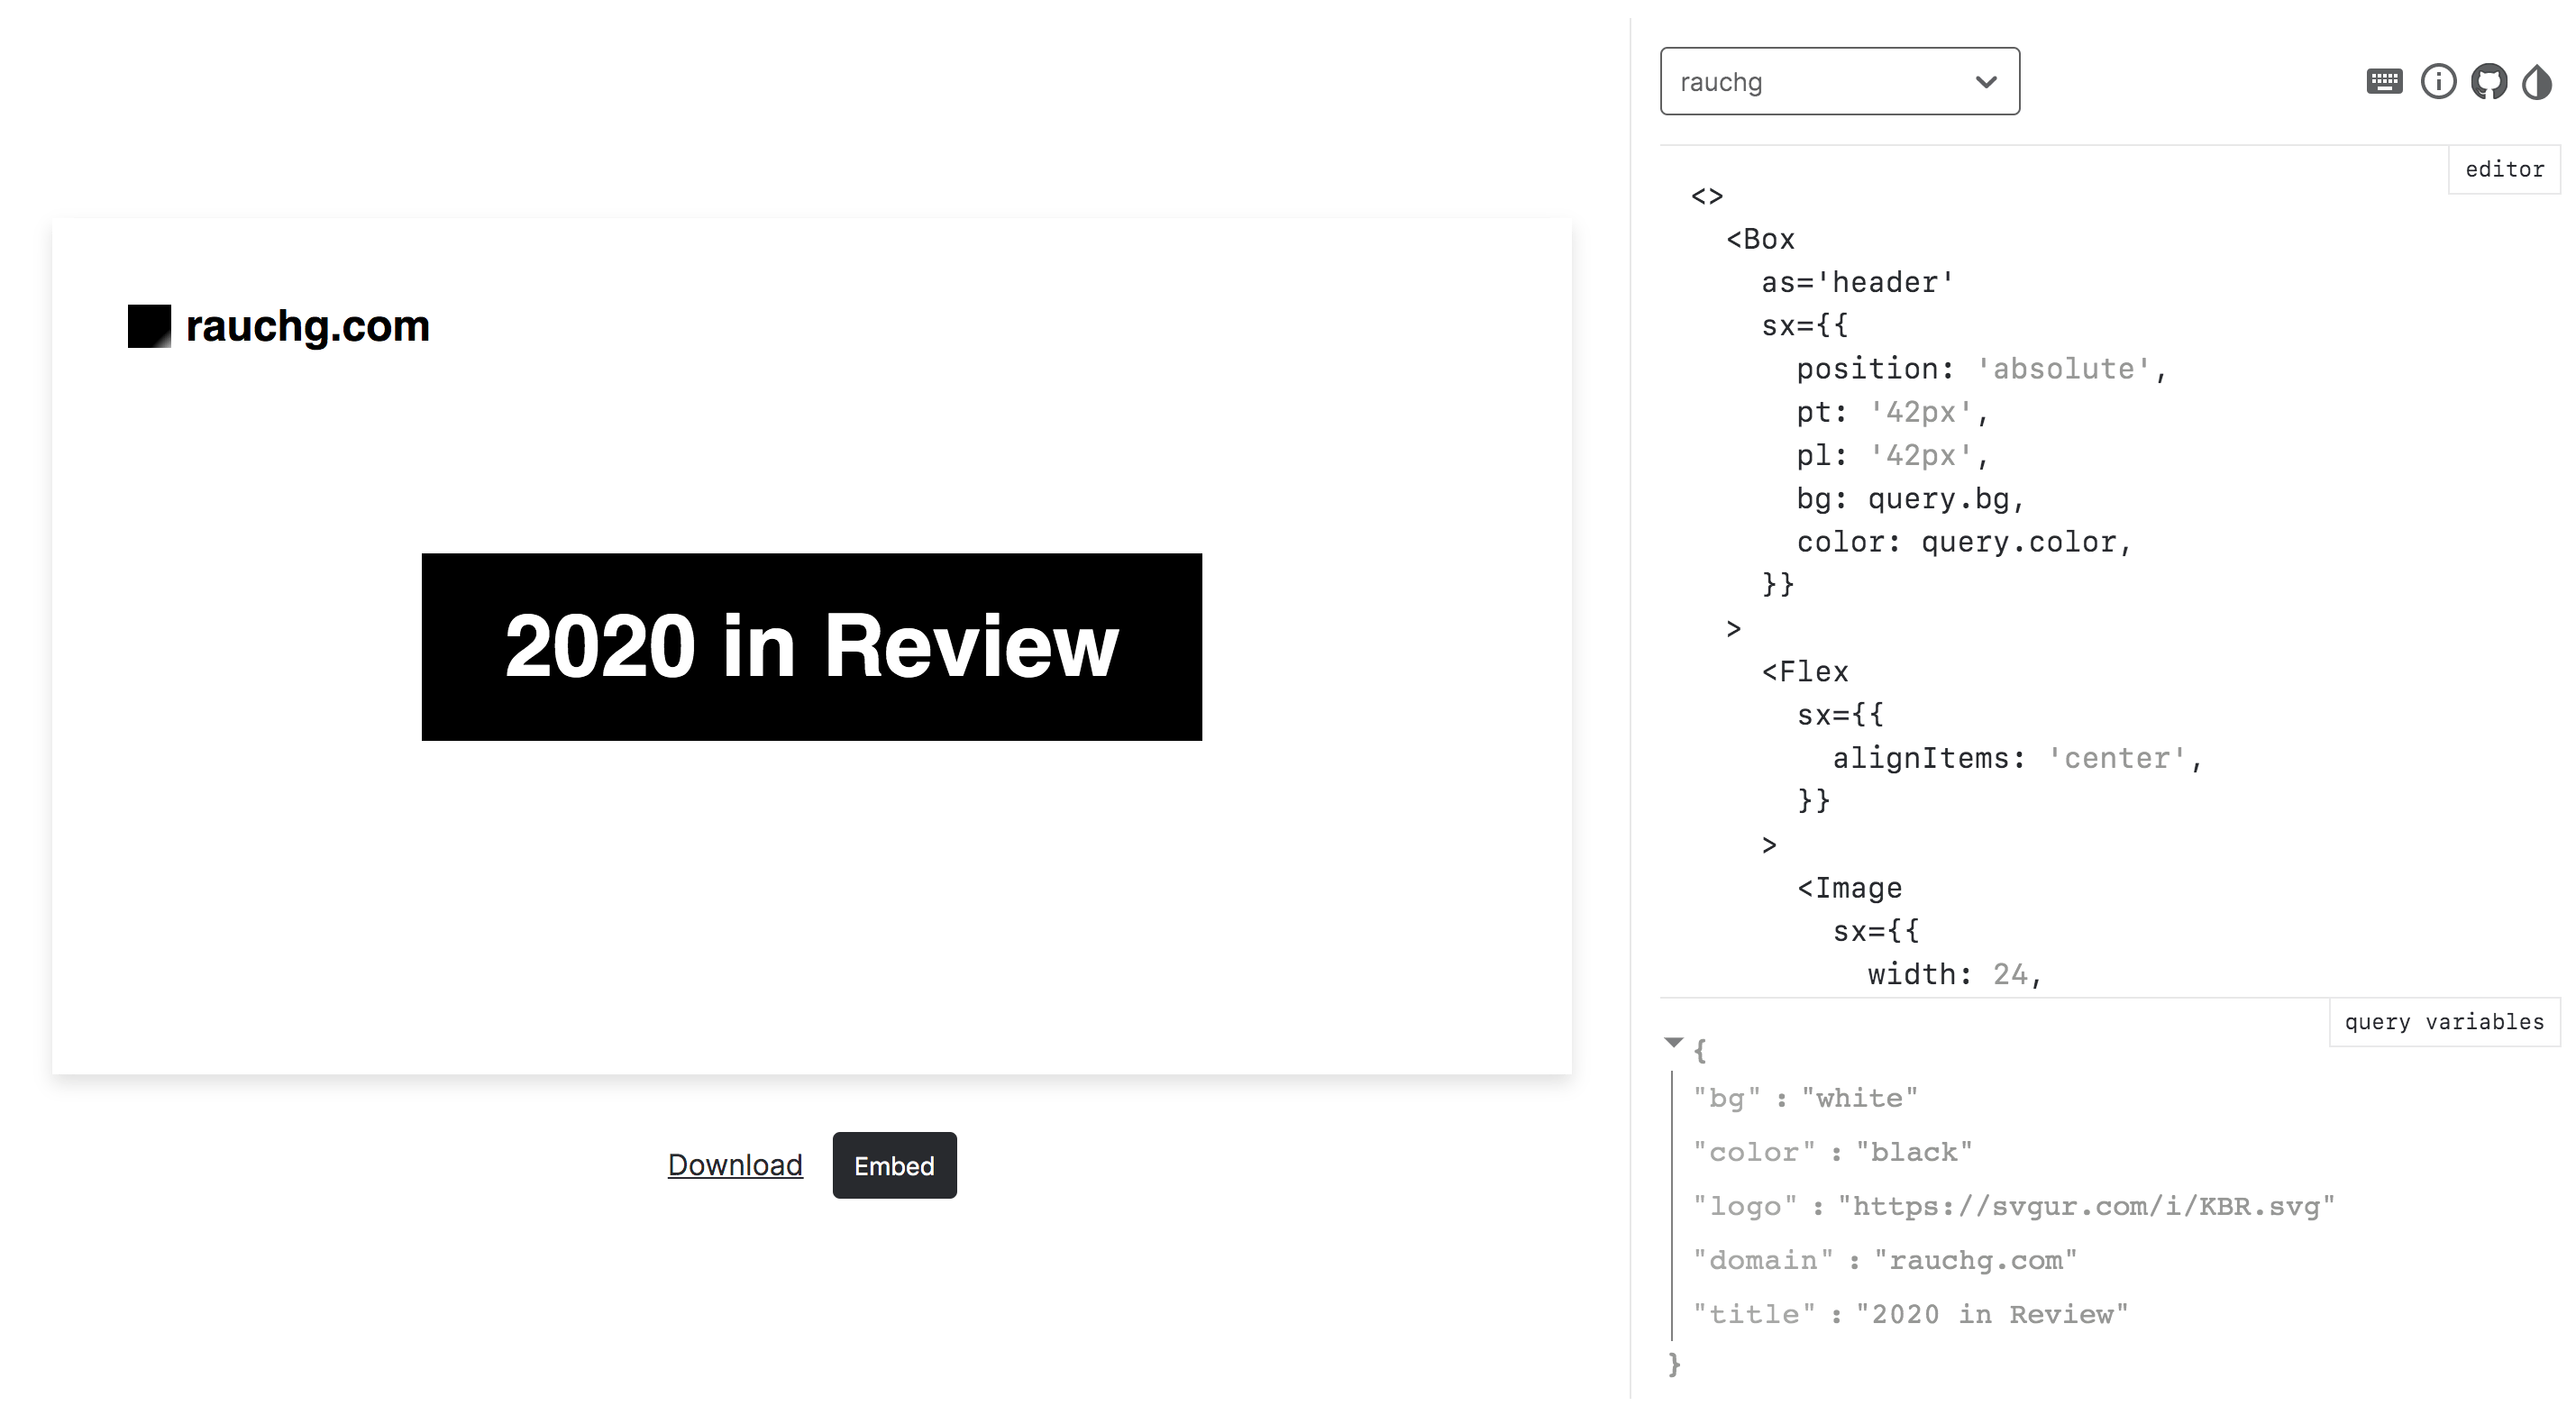 rauchg.com
2020 in Review
Download
Embed
rauchg
editor
<>
<Box
as='header'
sx={{
position: 'absolute',
pt: '42px',
pl: '42px',
bg: query.bg,
color: query.color,
}}
>
<Flex
sx={{
alignItems: 'center',
}}
>
<Image
sx={{
width: 24,
query variables
{
"bg" : "white"
"color" : "black"
"logo" : "https://svgur.com/i/KBR.svg"
"domain" : "rauchg.com"
"title" : "2020 in Review"
}